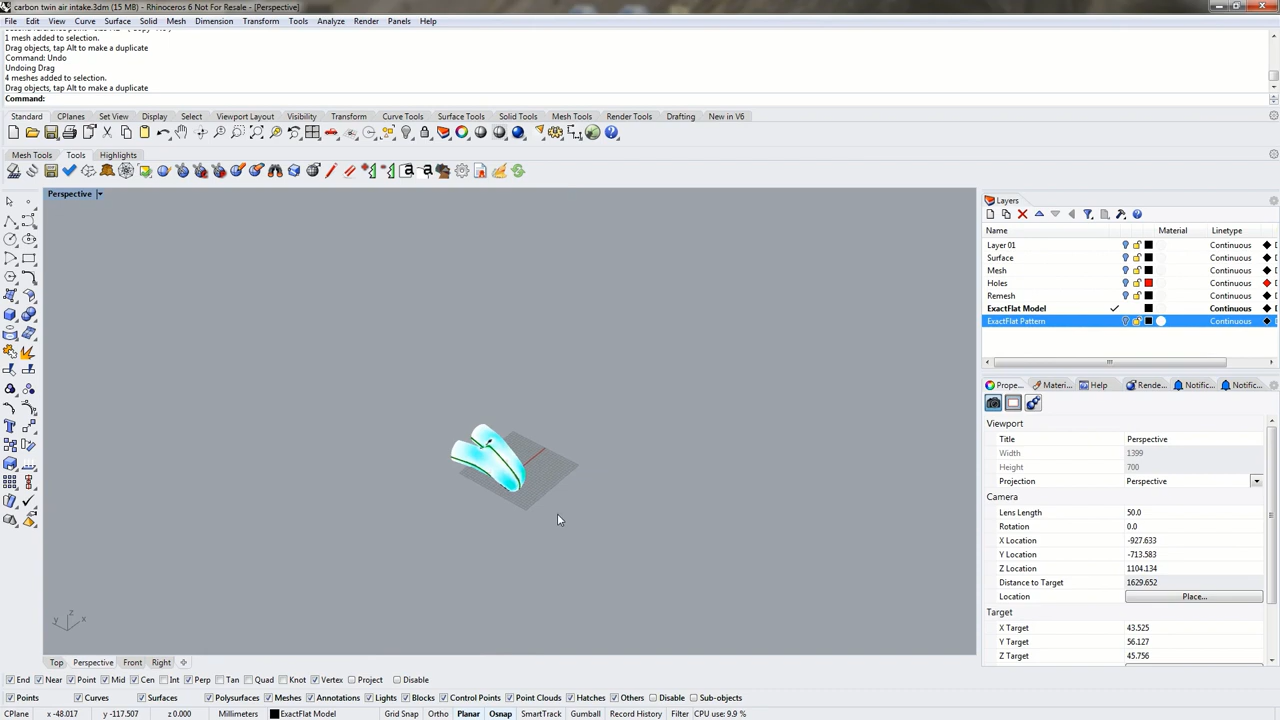 carbon twin air intake.3dm (15 MB) - Rhinoceros 6 Not For Resale - [Perspective]
File Edit View Curve Surface Solid Mesh Dimension Transform Tools Analyze Render Panels Help
1 mesh added to selection.
Drag objects, tap Alt to make a duplicate
Command: Undo
Undoing Drag
4 meshes added to selection.
Drag objects, tap Alt to make a duplicate
Command:
Standard CPlanes Set View Display Select Viewport Layout Visibility Transform Curve Tools Surface Tools Solid Tools Mesh Tools Render Tools Drafting New in V6
Mesh Tools Tools Highlights
Perspective
Layers
Name Material Linetype
Layer 01 Continuous
Surface Continuous
Mesh Continuous
Holes Continuous
Remesh Continuous
ExactFlat Model Continuous
ExactFlat Pattern Continuous
Prope... Materi... Help Rende... Notific... Notific...
Viewport
Title Perspective
Width 1399
Height 700
Projection Perspective
Camera
Lens Length 50.0
Rotation 0.0
X Location -927.633
Y Location -713.583
Z Location 1104.134
Distance to Target 1629.652
Location Place...
Target
X Target 43.525
Y Target 56.127
Z Target 45.756
z
y x
Top Perspective Front Right
End Near Point Mid Cen Int Perp Tan Quad Knot Vertex Project Disable
Points Curves Surfaces Polysurfaces Meshes Annotations Lights Blocks Control Points Point Clouds Hatches Others Disable Sub-objects
CPlane x -48.017 y -117.507 z 0.000 Millimeters ExactFlat Model Grid Snap Ortho Planar Osnap SmartTrack Gumball Record History Filter CPU use: 9.9 %